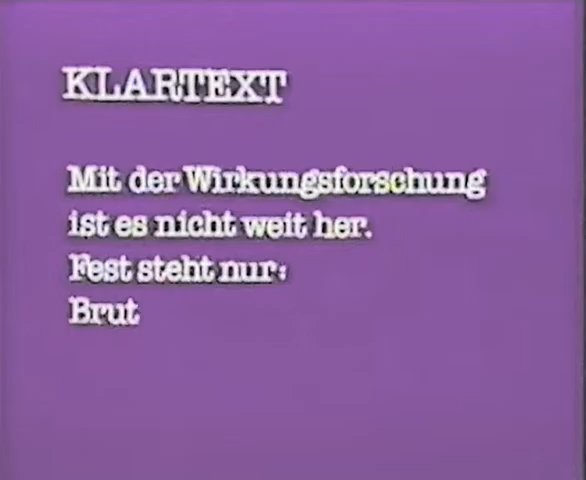 KLARTEXT
Mit der Wirkungsforschung
ist es nicht weit her.
Fest steht nur:
Brut